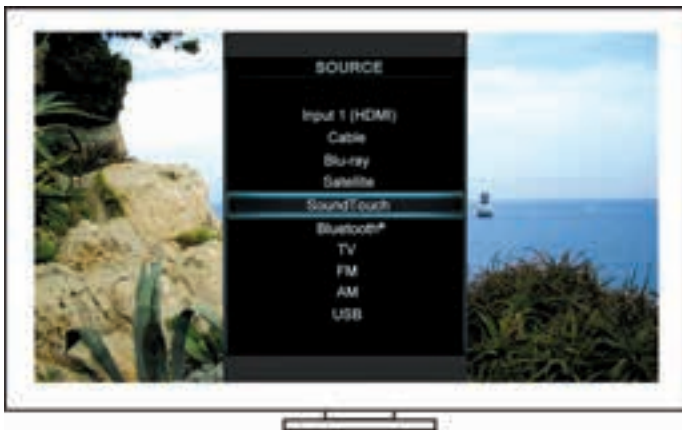 SOURCE
Input 1 (HDMI)
Cable
Blu-ray
Satellite
SoundTouch
Bluetooth®
TV
FM
AM
USB